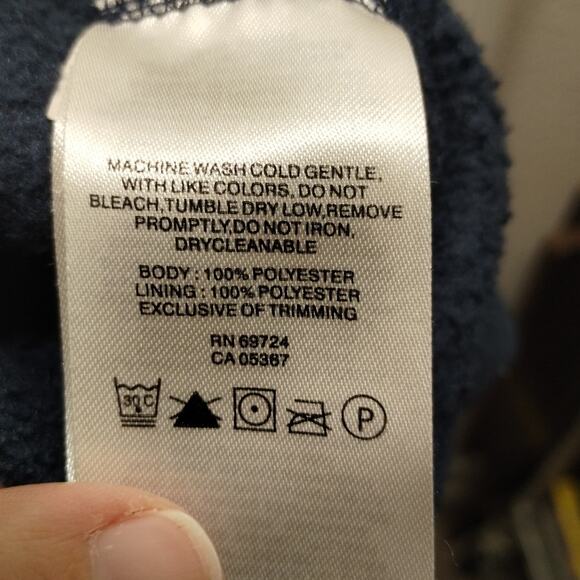 MACHINE WASH COLD GENTLE,
WITH LIKE COLORS, DO NOT
BLEACH,TUMBLE DRY LOW,REMOVE
PROMPTLY,DO NOT IRON,
DRYCLEANABLE
BODY : 100% POLYESTER
LINING : 100% POLYESTER
EXCLUSIVE OF TRIMMING
RN 69724
CA 05367
30 C
P